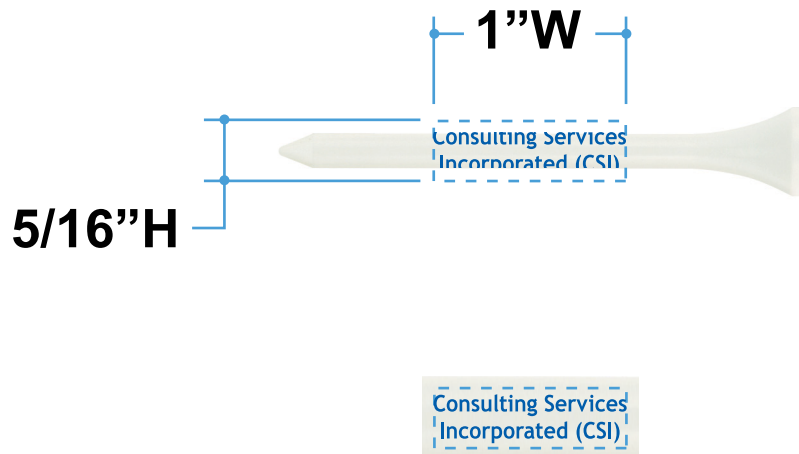 1”W
Consulting Services
Incorporated (CSI)
5/16”H
Consulting Services
Incorporated (CSI)